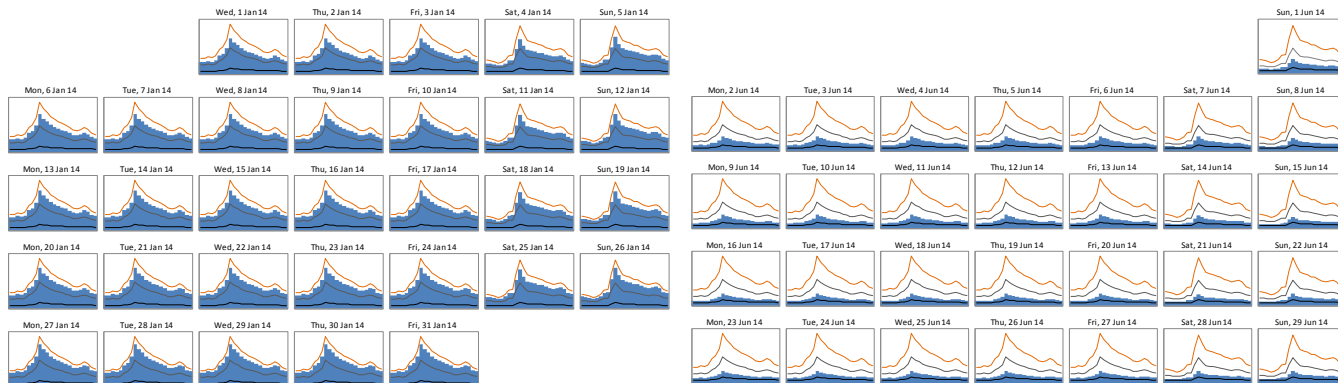 Wed, 1 Jan 14 Thu, 2 Jan 14 Fri, 3 Jan 14 Sat, 4 Jan 14 Sun, 5 Jan 14
Mon, 6 Jan 14 Tue, 7 Jan 14 Wed, 8 Jan 14 Thu, 9 Jan 14 Fri, 10 Jan 14 Sat, 11 Jan 14 Sun, 12 Jan 14
Mon, 13 Jan 14 Tue, 14 Jan 14 Wed, 15 Jan 14 Thu, 16 Jan 14 Fri, 17 Jan 14 Sat, 18 Jan 14 Sun, 19 Jan 14
Mon, 20 Jan 14 Tue, 21 Jan 14 Wed, 22 Jan 14 Thu, 23 Jan 14 Fri, 24 Jan 14 Sat, 25 Jan 14 Sun, 26 Jan 14
Mon, 27 Jan 14 Tue, 28 Jan 14 Wed, 29 Jan 14 Thu, 30 Jan 14 Fri, 31 Jan 14
Sun, 1 Jun 14
Mon, 2 Jun 14 Tue, 3 Jun 14 Wed, 4 Jun 14 Thu, 5 Jun 14 Fri, 6 Jun 14 Sat, 7 Jun 14 Sun, 8 Jun 14
Mon, 9 Jun 14 Tue, 10 Jun 14 Wed, 11 Jun 14 Thu, 12 Jun 14 Fri, 13 Jun 14 Sat, 14 Jun 14 Sun, 15 Jun 14
Mon, 16 Jun 14 Tue, 17 Jun 14 Wed, 18 Jun 14 Thu, 19 Jun 14 Fri, 20 Jun 14 Sat, 21 Jun 14 Sun, 22 Jun 14
Mon, 23 Jun 14 Tue, 24 Jun 14 Wed, 25 Jun 14 Thu, 26 Jun 14 Fri, 27 Jun 14 Sat, 28 Jun 14 Sun, 29 Jun 14